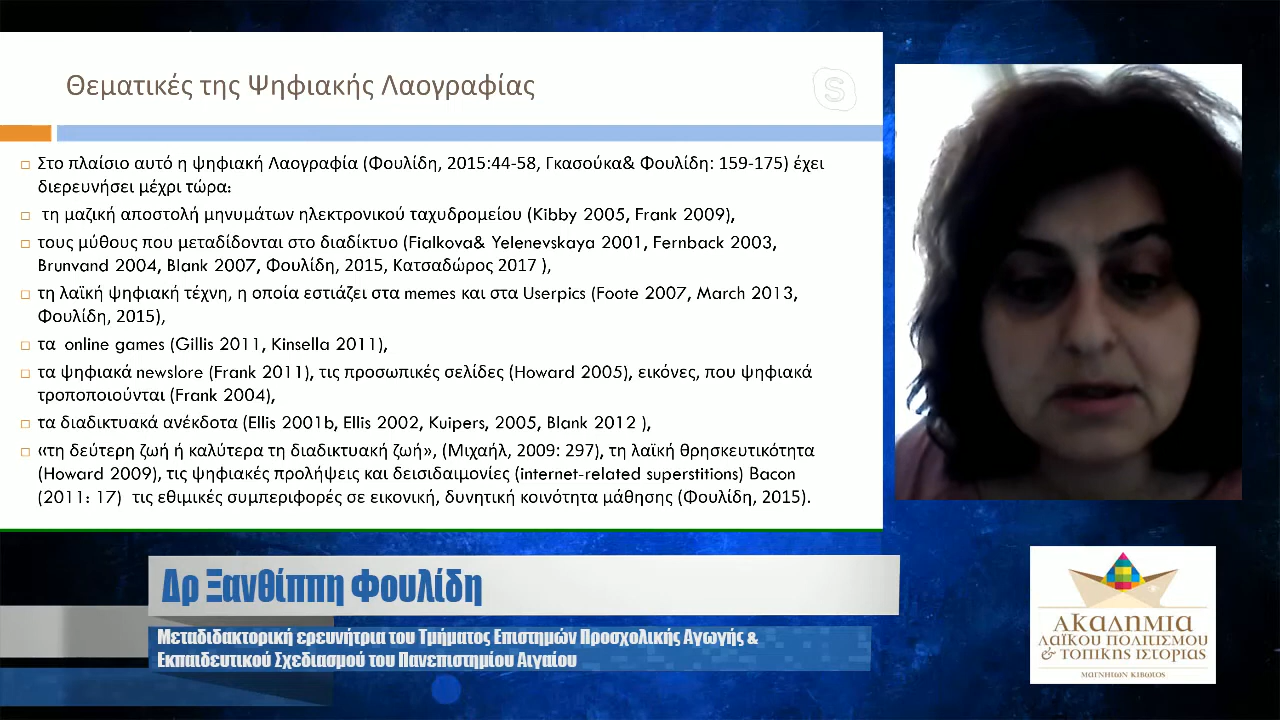 Θεματικές της Ψηφιακής Λαογραφίας
Στο πλαίσιο αυτό η ψηφιακή Λαογραφία (Φουλίδη, 2015:44-58, Γκασούκα& Φουλίδη: 159-175) έχει
διερευνήσει μέχρι τώρα:
τη μαζική αποστολή μηνυμάτων ηλεκτρονικού ταχυδρομείου (Kibby 2005, Frank 2009),
τους μύθους που μεταδίδονται στο διαδίκτυο (Fialkova& Yelenevskaya 2001, Fernback 2003,
Brunvand 2004, Blank 2007, Φουλίδη, 2015, Κατσαδώρος 2017 ),
τη λαϊκή ψηφιακή τέχνη, η οποία εστιάζει στα memes και στα Userpics (Foote 2007, March 2013,
Φουλίδη, 2015),
τα online games (Gillis 2011, Kinsella 2011),
τα ψηφιακά newslore (Frank 2011), τις προσωπικές σελίδες (Howard 2005), εικόνες, που ψηφιακά
τροποποιούνται (Frank 2004),
τα διαδικτυακά ανέκδοτα (Ellis 2001b, Ellis 2002, Kuipers, 2005, Blank 2012 ),
«τη δεύτερη ζωή ή καλύτερα τη διαδικτυακή ζωή», (Μιχαήλ, 2009: 297), τη λαϊκή θρησκευτικότητα
(Howard 2009), τις ψηφιακές προλήψεις και δεισιδαιμονίες (internet-related superstitions) Bacon
(2011: 17) τις εθιμικές συμπεριφορές σε εικονική, δυνητική κοινότητα μάθησης (Φουλίδη, 2015).
Δρ Ξανθίππη Φουλίδη
Μεταδιδακτορική ερευνήτρια του Τμήματος Επιστημών Προσχολικής Αγωγής &
Εκπαιδευτικού Σχεδιασμού του Πανεπιστημίου Αιγαίου
ΑΚΑΔΗΜΙΑ
ΛΑΪΚΟΥ ΠΟΛΙΤΙΣΜΟΥ
& ΤΟΠΙΚΗΣ ΙΣΤΟΡΙΑΣ
ΜΑΓΝΗΤΩΝ ΚΙΒΩΤΟΣ